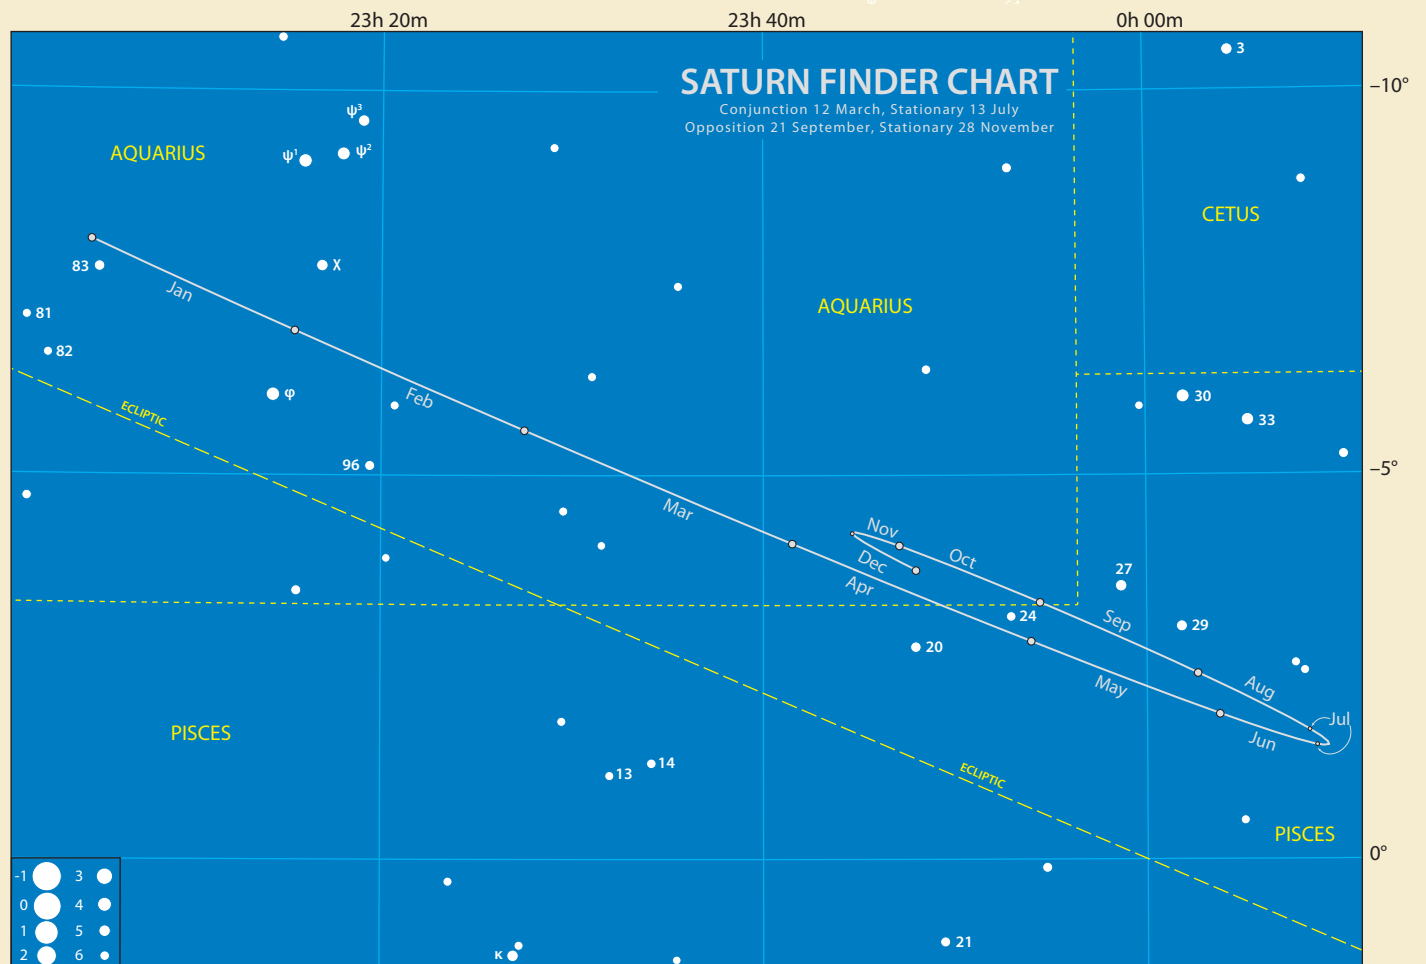 23h 20m
23h 40m
0h 00m
3
SATURN FINDER CHART
Conjunction 12 March, Stationary 13 July
Opposition 21 September, Stationary 28 November
–10°
ψ³
ψ¹
ψ²
AQUARIUS
CETUS
83
χ
Jan
81
AQUARIUS
82
φ
ECLIPTIC
Feb
30
33
96
–5°
Mar
Nov
Oct
Dec
Apr
27
24
Sep
29
20
May
Aug
Jul
Jun
PISCES
14
13
ECLIPTIC
PISCES
0°
-1 3
0 4
1 5
2 6
21
κ